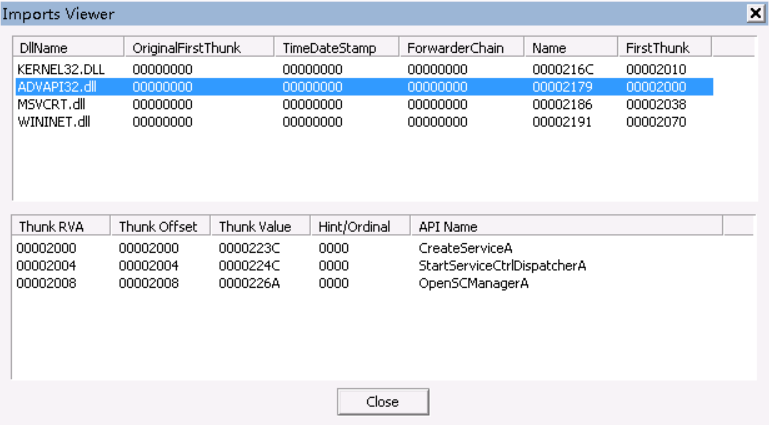 Imports Viewer
DllName OriginalFirstThunk TimeDateStamp ForwarderChain Name FirstThunk
KERNEL32.DLL 00000000 00000000 00000000 0000216C 00002010
ADVAPI32.dll 00000000 00000000 00000000 00002179 00002000
MSVCRT.dll 00000000 00000000 00000000 00002186 00002038
WININET.dll 00000000 00000000 00000000 00002191 00002070
Thunk RVA Thunk Offset Thunk Value Hint/Ordinal API Name
00002000 00002000 0000223C 0000 CreateServiceA
00002004 00002004 0000224C 0000 StartServiceCtrlDispatcherA
00002008 00002008 0000226A 0000 OpenSCManagerA
Close